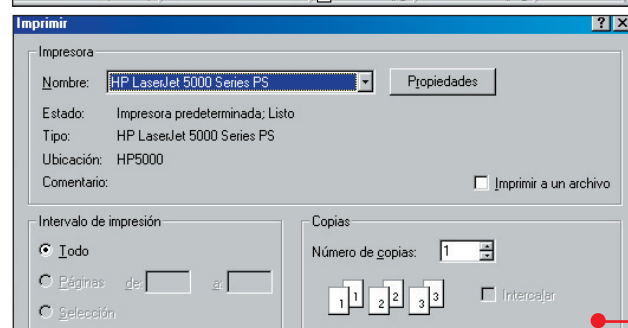 Imprimir
Impresora
Nombre: HP LaserJet 5000 Series PS Propiedades
Estado: Impresora predeterminada; Listo
Tipo: HP LaserJet 5000 Series PS
Ubicación: HP5000
Comentario: Imprimir a un archivo
Intervalo de impresión
Todo
Páginas de: a:
Selección
Copias
Número de copias: 1
1 1 2 2 3 3 Intercalar